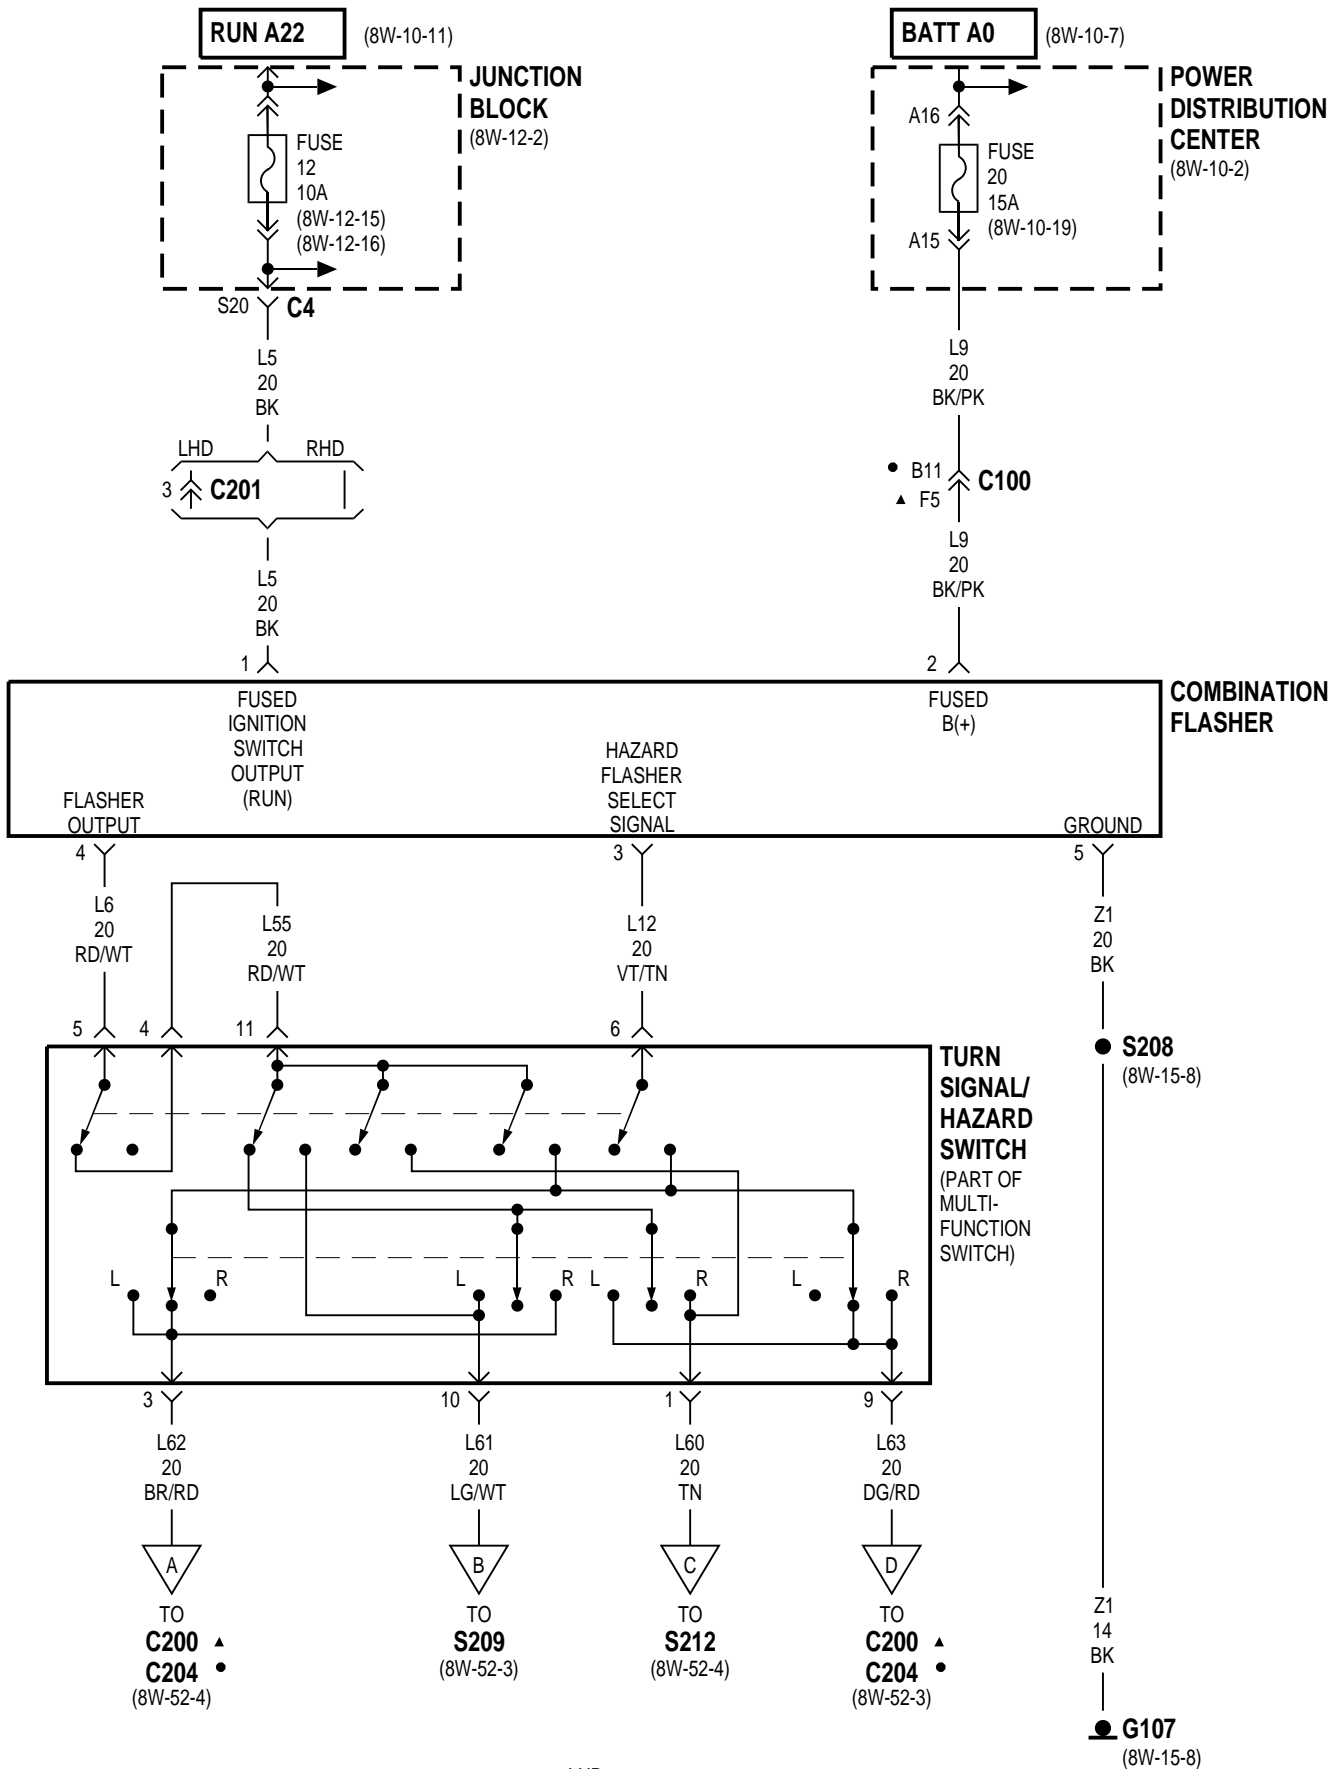 RUN A22
(8W-10-11)
BATT A0
(8W-10-7)
JUNCTION
BLOCK
(8W-12-2)
POWER
DISTRIBUTION
CENTER
(8W-10-2)
FUSE
12
10A
(8W-12-15)
(8W-12-16)
A16
FUSE
20
15A
(8W-10-19)
A15
S20
C4
L5
20
BK
L9
20
BK/PK
LHD
RHD
3
C201
B11
F5
C100
L5
20
BK
L9
20
BK/PK
1
2
FUSED
IGNITION
SWITCH
OUTPUT
(RUN)
FUSED
B(+)
COMBINATION
FLASHER
FLASHER
OUTPUT
HAZARD
FLASHER
SELECT
SIGNAL
GROUND
4
3
5
L6
20
RD/WT
L55
20
RD/WT
L12
20
VT/TN
Z1
20
BK
5
4
11
6
S208
(8W-15-8)
TURN
SIGNAL/
HAZARD
SWITCH
(PART OF
MULTI-
FUNCTION
SWITCH)
L
R
L
R
L
R
L
R
3
10
1
9
L62
20
BR/RD
L61
20
LG/WT
L60
20
TN
L63
20
DG/RD
A
B
C
D
TO
C200
C204
(8W-52-4)
TO
S209
(8W-52-3)
TO
S212
(8W-52-4)
TO
C200
C204
(8W-52-3)
Z1
14
BK
G107
(8W-15-8)